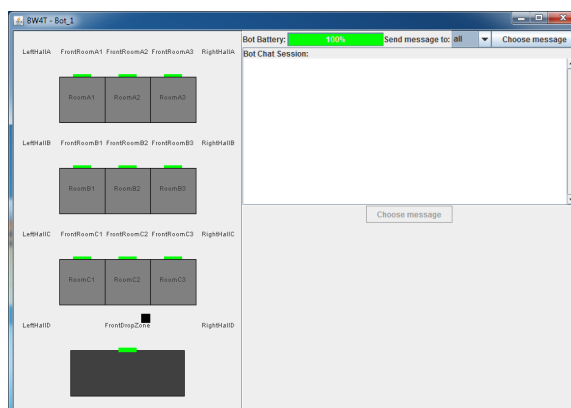 BW4T - Bot_1
Bot Battery: 100% Send message to: all Choose message
Bot Chat Session:
LeftHallA FrontRoomA1 FrontRoomA2 FrontRoomA3 RightHallA
RoomA1 RoomA2 RoomA3
LeftHallB FrontRoomB1 FrontRoomB2 FrontRoomB3 RightHallB
RoomB1 RoomB2 RoomB3
Choose message
LeftHallC FrontRoomC1 FrontRoomC2 FrontRoomC3 RightHallC
RoomC1 RoomC2 RoomC3
LeftHallD FrontDropZone RightHallD